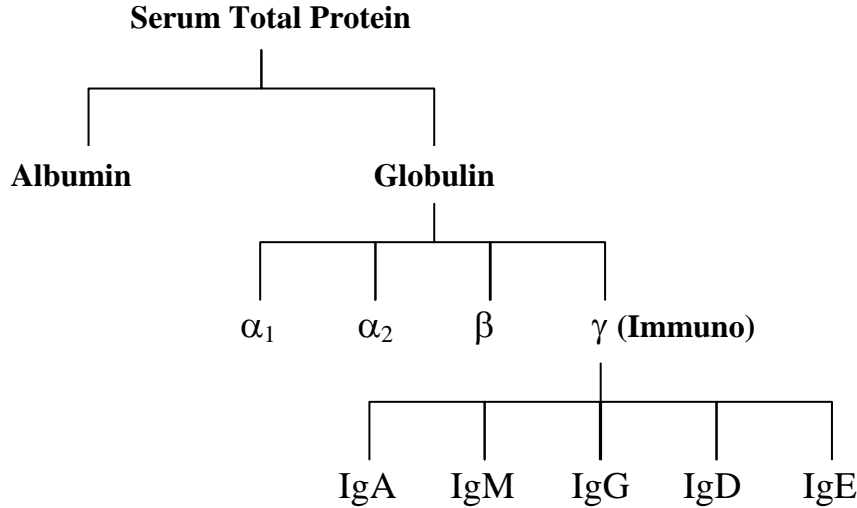 Serum Total Protein
Albumin Globulin
α₁ α₂ β γ (Immuno)
IgA IgM IgG IgD IgE